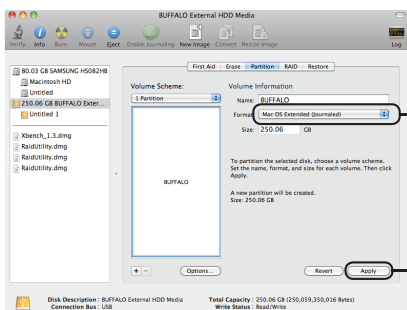 BUFFALO External HDD Media
Verify Info Burn Mount Eject Enable Journaling New Image Convert Resize Image Log
First Aid Erase Partition RAID Restore
80.03 GB SAMSUNG HS082HB
Macintosh HD
Untitled
250.06 GB BUFFALO Exter...
Untitled 1
Xbench_1.3.dmg
RaidUtility.dmg
RaidUtility.dmg
RaidUtility.dmg
Volume Scheme:
1 Partition
BUFFALO
+ −
Options...
Volume Information
Name: BUFFALO
Format: Mac OS Extended (Journaled)
Size: 250.06 GB
To partition the selected disk, choose a volume scheme.
Set the name, format, and size for each volume. Then click
Apply.
A new partition will be created.
Size: 250.06 GB
Revert Apply
Disk Description : BUFFALO External HDD Media Total Capacity : 250.06 GB (250,059,350,016 Bytes)
Connection Bus : USB Write Status : Read/Write